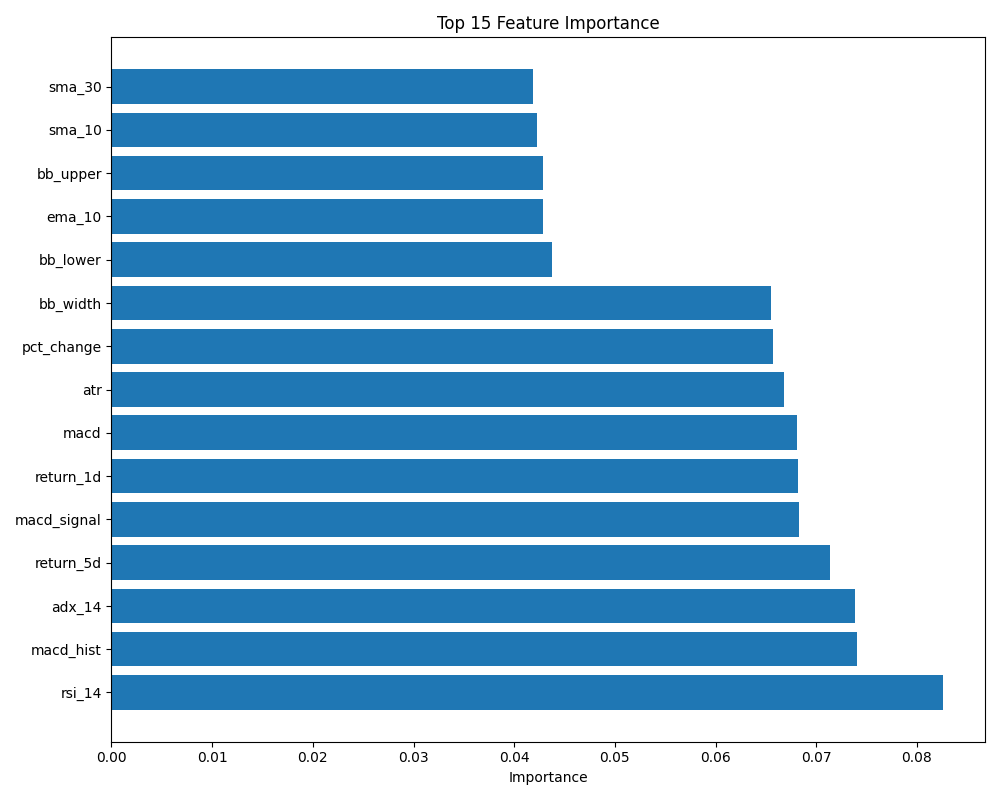 Top 15 Feature Importance
sma_30
sma_10
bb_upper
ema_10
bb_lower
bb_width
pct_change
atr
macd
return_1d
macd_signal
return_5d
adx_14
macd_hist
rsi_14
0.00 0.01 0.02 0.03 0.04 0.05 0.06 0.07 0.08
Importance